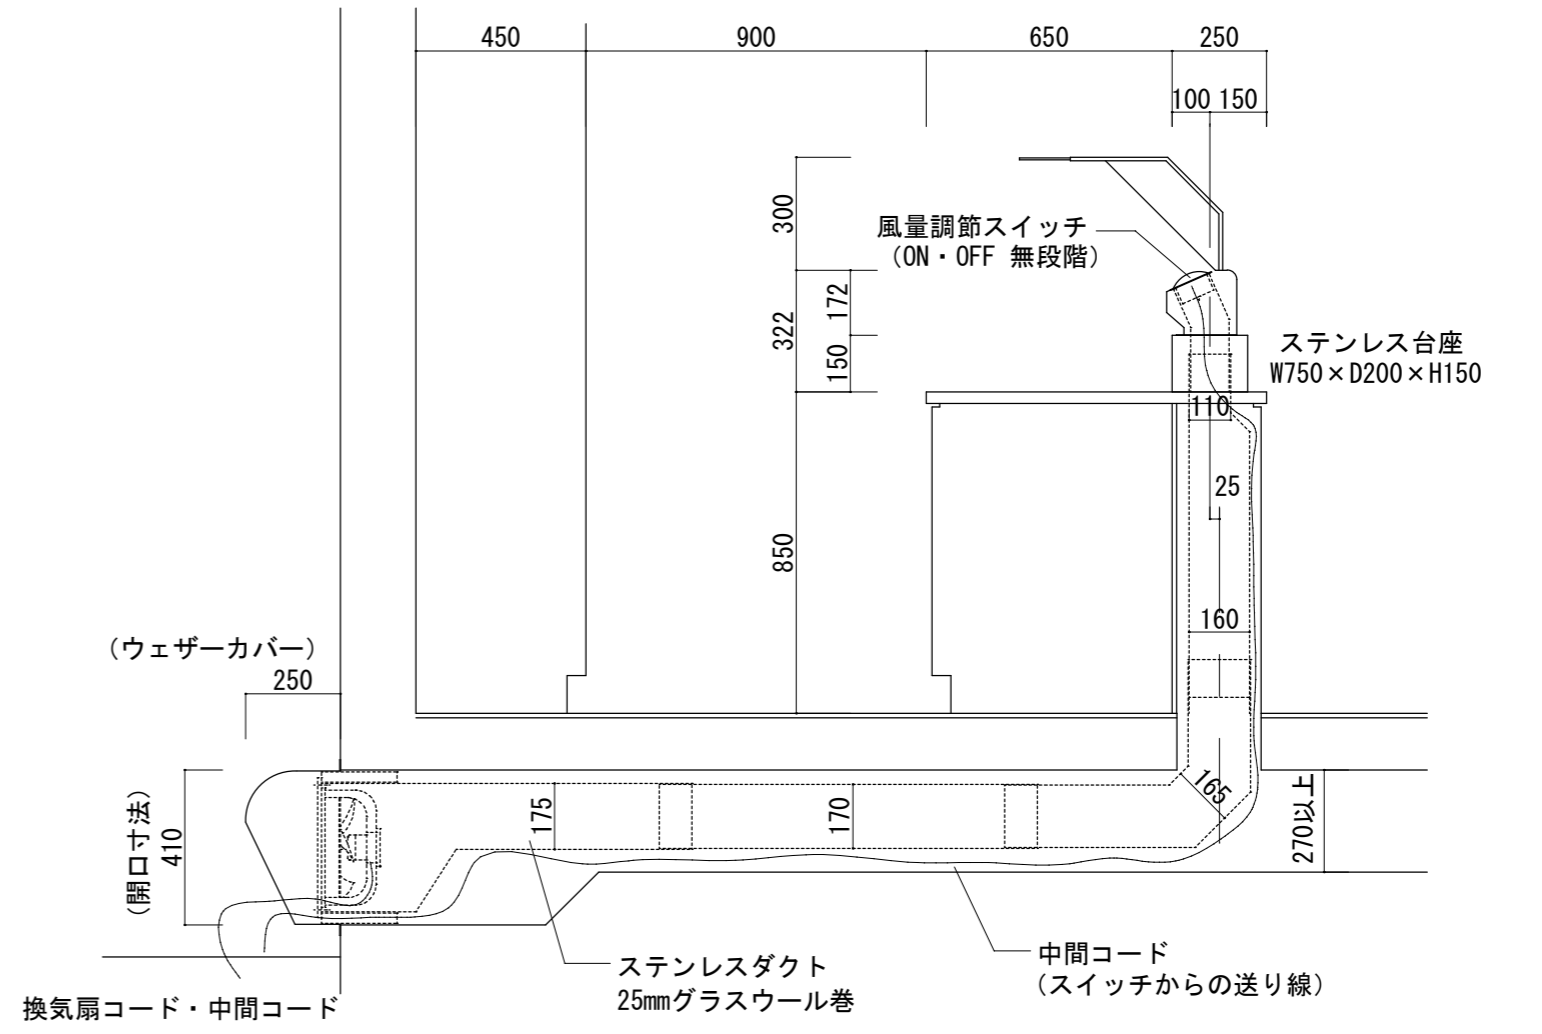 450
900
650
250
100
150
300
風量調節スイッチ
（ON・OFF 無段階）
172
322
150
ステンレス台座
W750×D200×H150
110
25
850
160
（ウェザーカバー）
250
（開口寸法）
410
175
170
165
270以上
ステンレスダクト
25mmグラスウール巻
中間コード
（スイッチからの送り線）
換気扇コード・中間コード